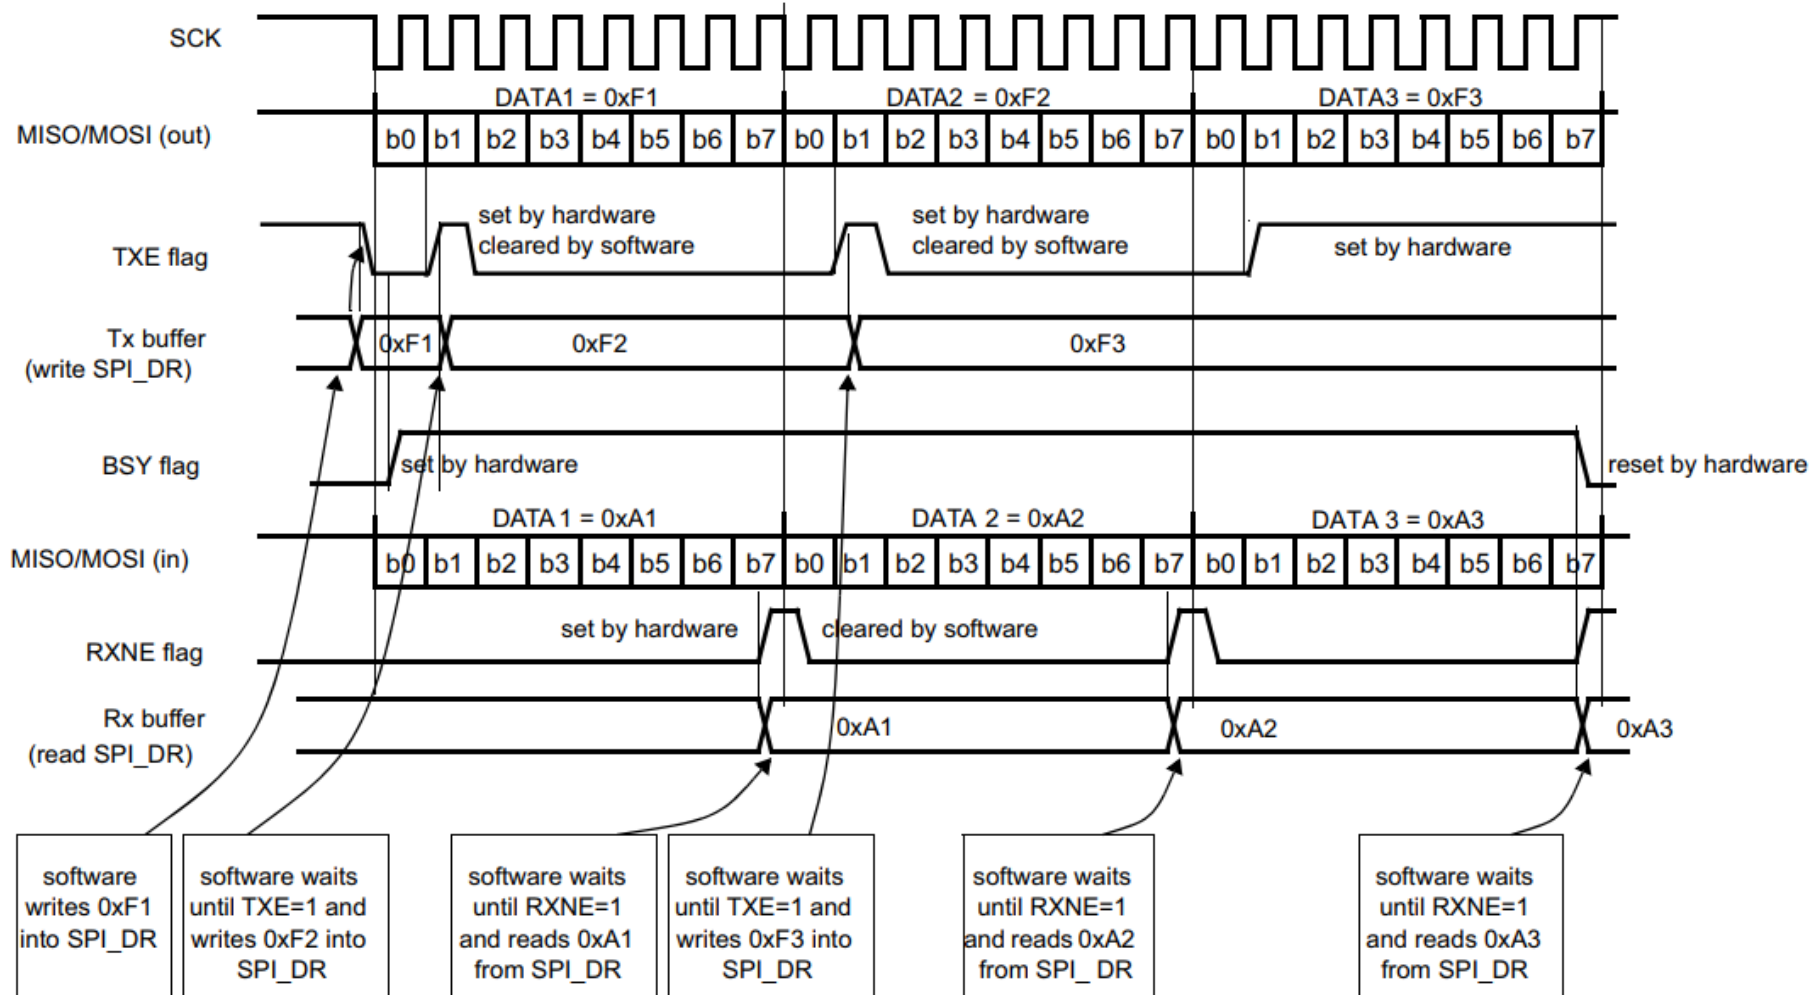 SCK
DATA1 = 0xF1 DATA2 = 0xF2 DATA3 = 0xF3
MISO/MOSI (out) b0 b1 b2 b3 b4 b5 b6 b7 b0 b1 b2 b3 b4 b5 b6 b7 b0 b1 b2 b3 b4 b5 b6 b7
set by hardware
cleared by software
set by hardware
cleared by software
set by hardware
TXE flag
Tx buffer
(write SPI_DR)
0xF1 0xF2 0xF3
BSY flag set by hardware reset by hardware
DATA 1 = 0xA1 DATA 2 = 0xA2 DATA 3 = 0xA3
MISO/MOSI (in) b0 b1 b2 b3 b4 b5 b6 b7 b0 b1 b2 b3 b4 b5 b6 b7 b0 b1 b2 b3 b4 b5 b6 b7
set by hardware cleared by software
RXNE flag
Rx buffer
(read SPI_DR)
0xA1 0xA2 0xA3
software
writes 0xF1
into SPI_DR
software waits
until TXE=1 and
writes 0xF2 into
SPI_DR
software waits
until RXNE=1
and reads 0xA1
from SPI_DR
software waits
until TXE=1 and
writes 0xF3 into
SPI_DR
software waits
until RXNE=1
and reads 0xA2
from SPI_ DR
software waits
until RXNE=1
and reads 0xA3
from SPI_DR